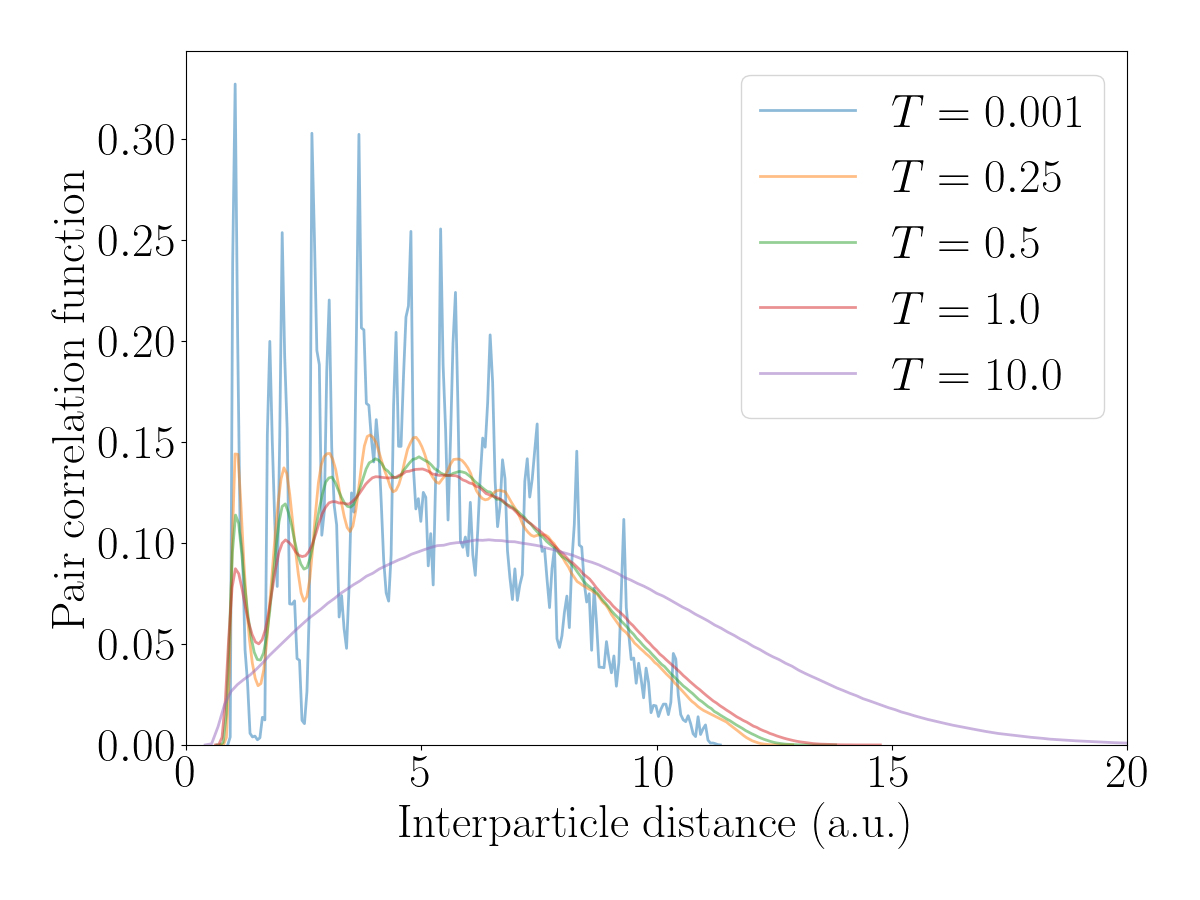 Pair correlation function
0.30
0.25
0.20
0.15
0.10
0.05
0.00
T = 0.001
T = 0.25
T = 0.5
T = 1.0
T = 10.0
0 5 10 15 20
Interparticle distance (a.u.)